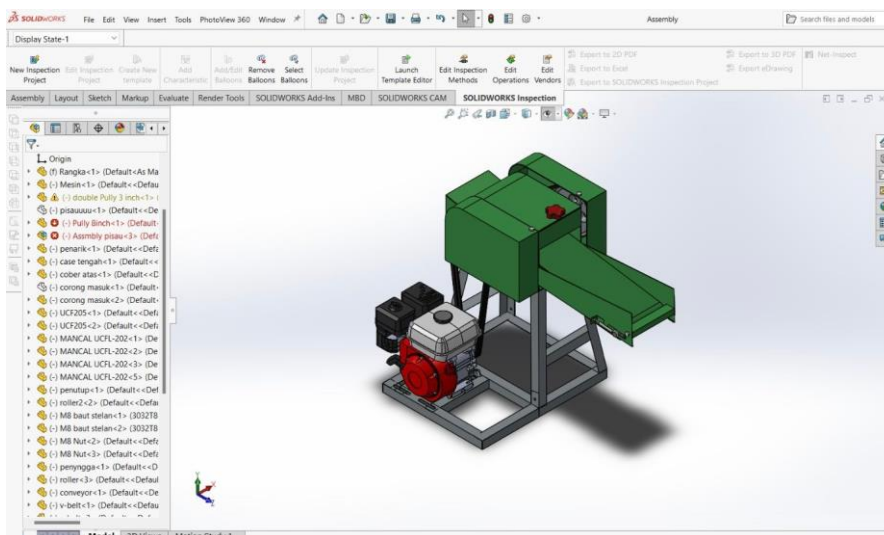 SOLIDWORKS File Edit View Insert Tools PhotoView 360 Window Assembly Search files and models
Display State-1
New Inspection Project
Edit Inspection Project
Create New template
Add Characteristic
Add/Edit Balloons
Remove Balloons
Select Balloons
Update Inspection Project
Launch Template Editor
Edit Inspection Methods
Edit Operations
Edit Vendors
Export to 2D PDF
Export to Excel
Export to SOLIDWORKS Inspection Project
Export to 3D PDF
Export eDrawing
Net-Inspect
Assembly Layout Sketch Markup Evaluate Render Tools SOLIDWORKS Add-Ins MBD SOLIDWORKS CAM SOLIDWORKS Inspection
Origin
(f) Rangka<1> (Default<As Ma
(-) Mesin<1> (Default<<Defau
(-) double Pully 3 inch<1> (
(-) pisauuuu<1> (Default<<De
(-) Pully 8inch<1> (Default<
(-) Assmbly pisau<3> (Defa
(-) penarik<1> (Default<<Defa
(-) case tengah<1> (Default<<
(-) cober atas<1> (Default<<D
(-) corong masuk<1> (Default<
(-) corong masuk<2> (Default<
(-) UCF205<1> (Default<<Defa
(-) UCF205<2> (Default<<Defa
(-) MANCAL UCFL-202<1> (De
(-) MANCAL UCFL-202<2> (De
(-) MANCAL UCFL-202<3> (De
(-) MANCAL UCFL-202<5> (De
(-) penutup<1> (Default<<Def
(-) roller2<2> (Default<<Defau
(-) M8 baut stelan<1> (3032T8
(-) M8 baut stelan<2> (3032T8
(-) M8 Nut<2> (Default<<Defa
(-) M8 Nut<3> (Default<<Defa
(-) penyngga<1> (Default<<D
(-) roller<3> (Default<<Defau
(-) conveyor<1> (Default<<De
(-) v-belt<1> (Default<<Defau
Model 3D Views Motion Study 1